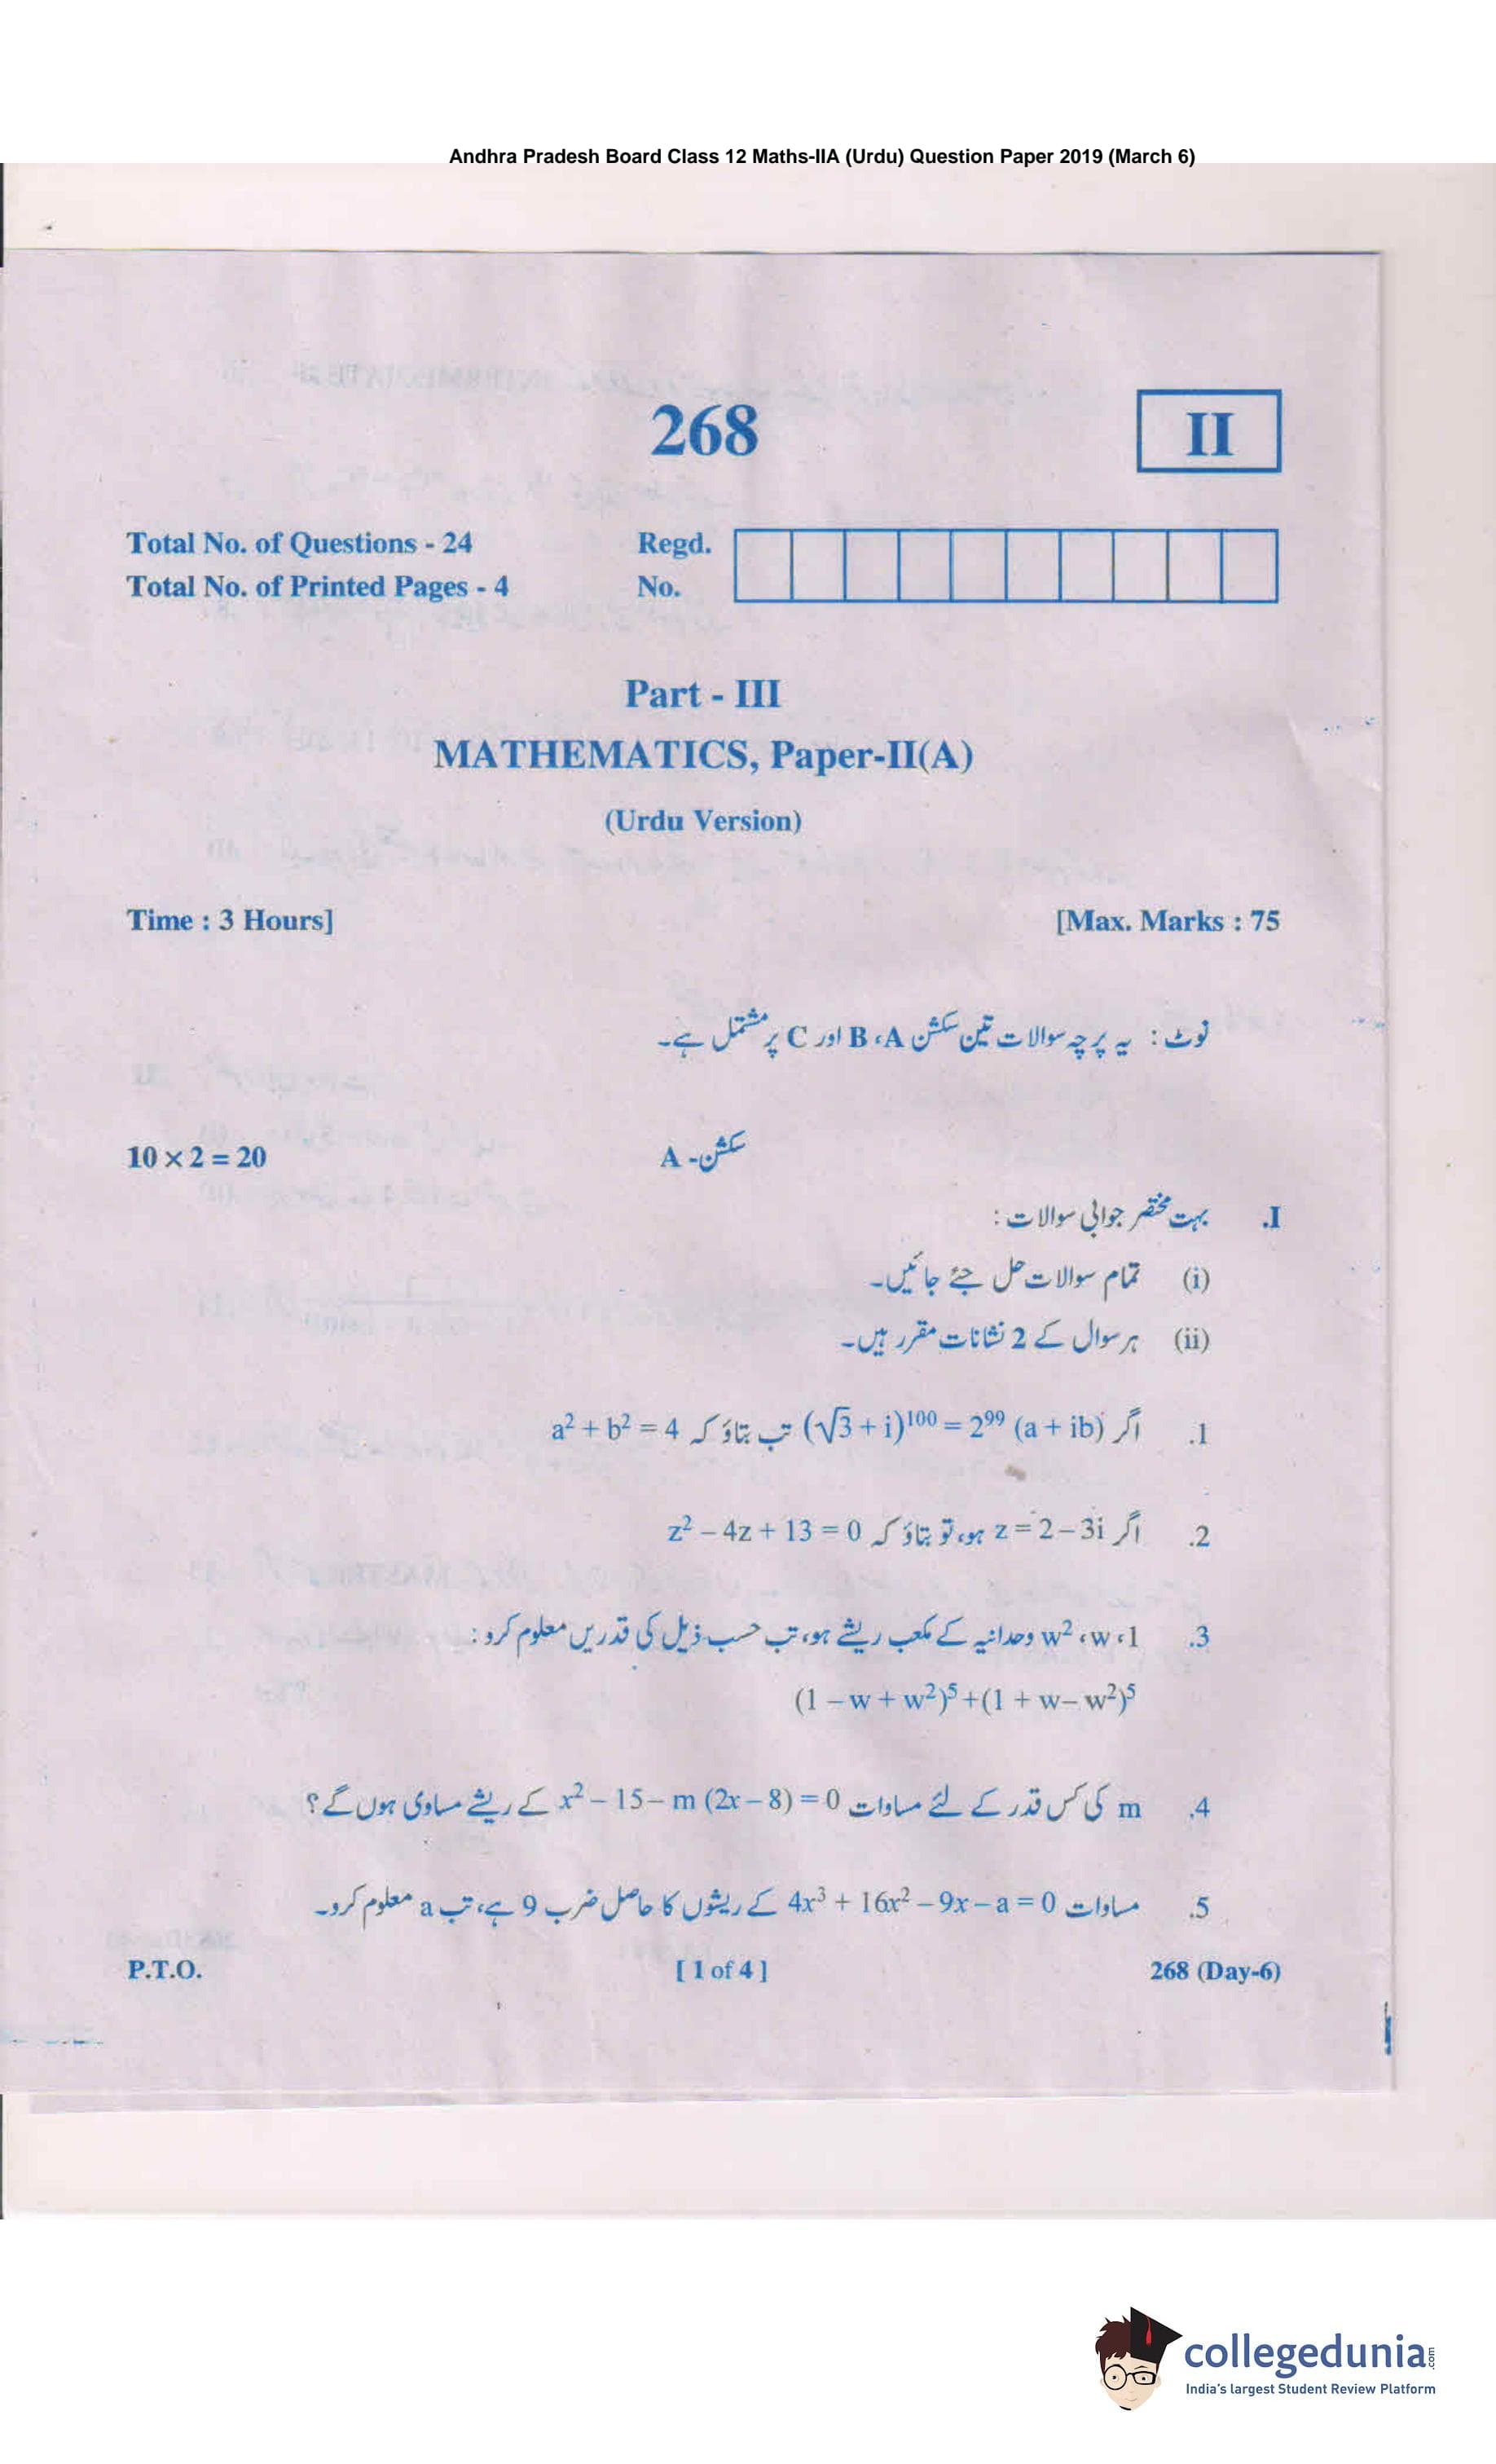 Andhra Pradesh Board Class 12 Maths-IIA (Urdu) Question Paper 2019 (March 6)
268
II
Total No. of Questions - 24
Total No. of Printed Pages - 4
Regd.
No.
Part - III
MATHEMATICS, Paper-II(A)
(Urdu Version)
Time : 3 Hours]
[Max. Marks : 75
نوٹ : یہ پرچہ سوالات تین سکشن B ،A اور C پر مشتمل ہے۔
سکشن- A
10 × 2 = 20
I. بہت مختصر جوابی سوالات :
(i) تمام سوالات حل جئے جائیں۔
(ii) ہر سوال کے 2 نشانات مقرر ہیں۔
1. اگر (√3 + i)¹⁰⁰ = 2⁹⁹ (a + ib) تب بتاؤ کہ a² + b² = 4
2. اگر z = 2 – 3i ہو، تو بتاؤ کہ z² – 4z + 13 = 0
3. 1، w، w² وحدانیہ کے مکعب ریشے ہو، تب حسب ذیل کی قدریں معلوم کرو :
(1 – w + w²)⁵ + (1 + w – w²)⁵
4. m کی کس قدر کے لئے مساوات x² – 15 – m (2x – 8) = 0 کے ریشے مساوی ہوں گے؟
5. مساوات 4x³ + 16x² – 9x – a = 0 کے ریشوں کا حاصل ضرب 9 ہے، تب a معلوم کرو۔
P.T.O.
[ 1 of 4 ]
268 (Day-6)
collegedunia.com
India's largest Student Review Platform